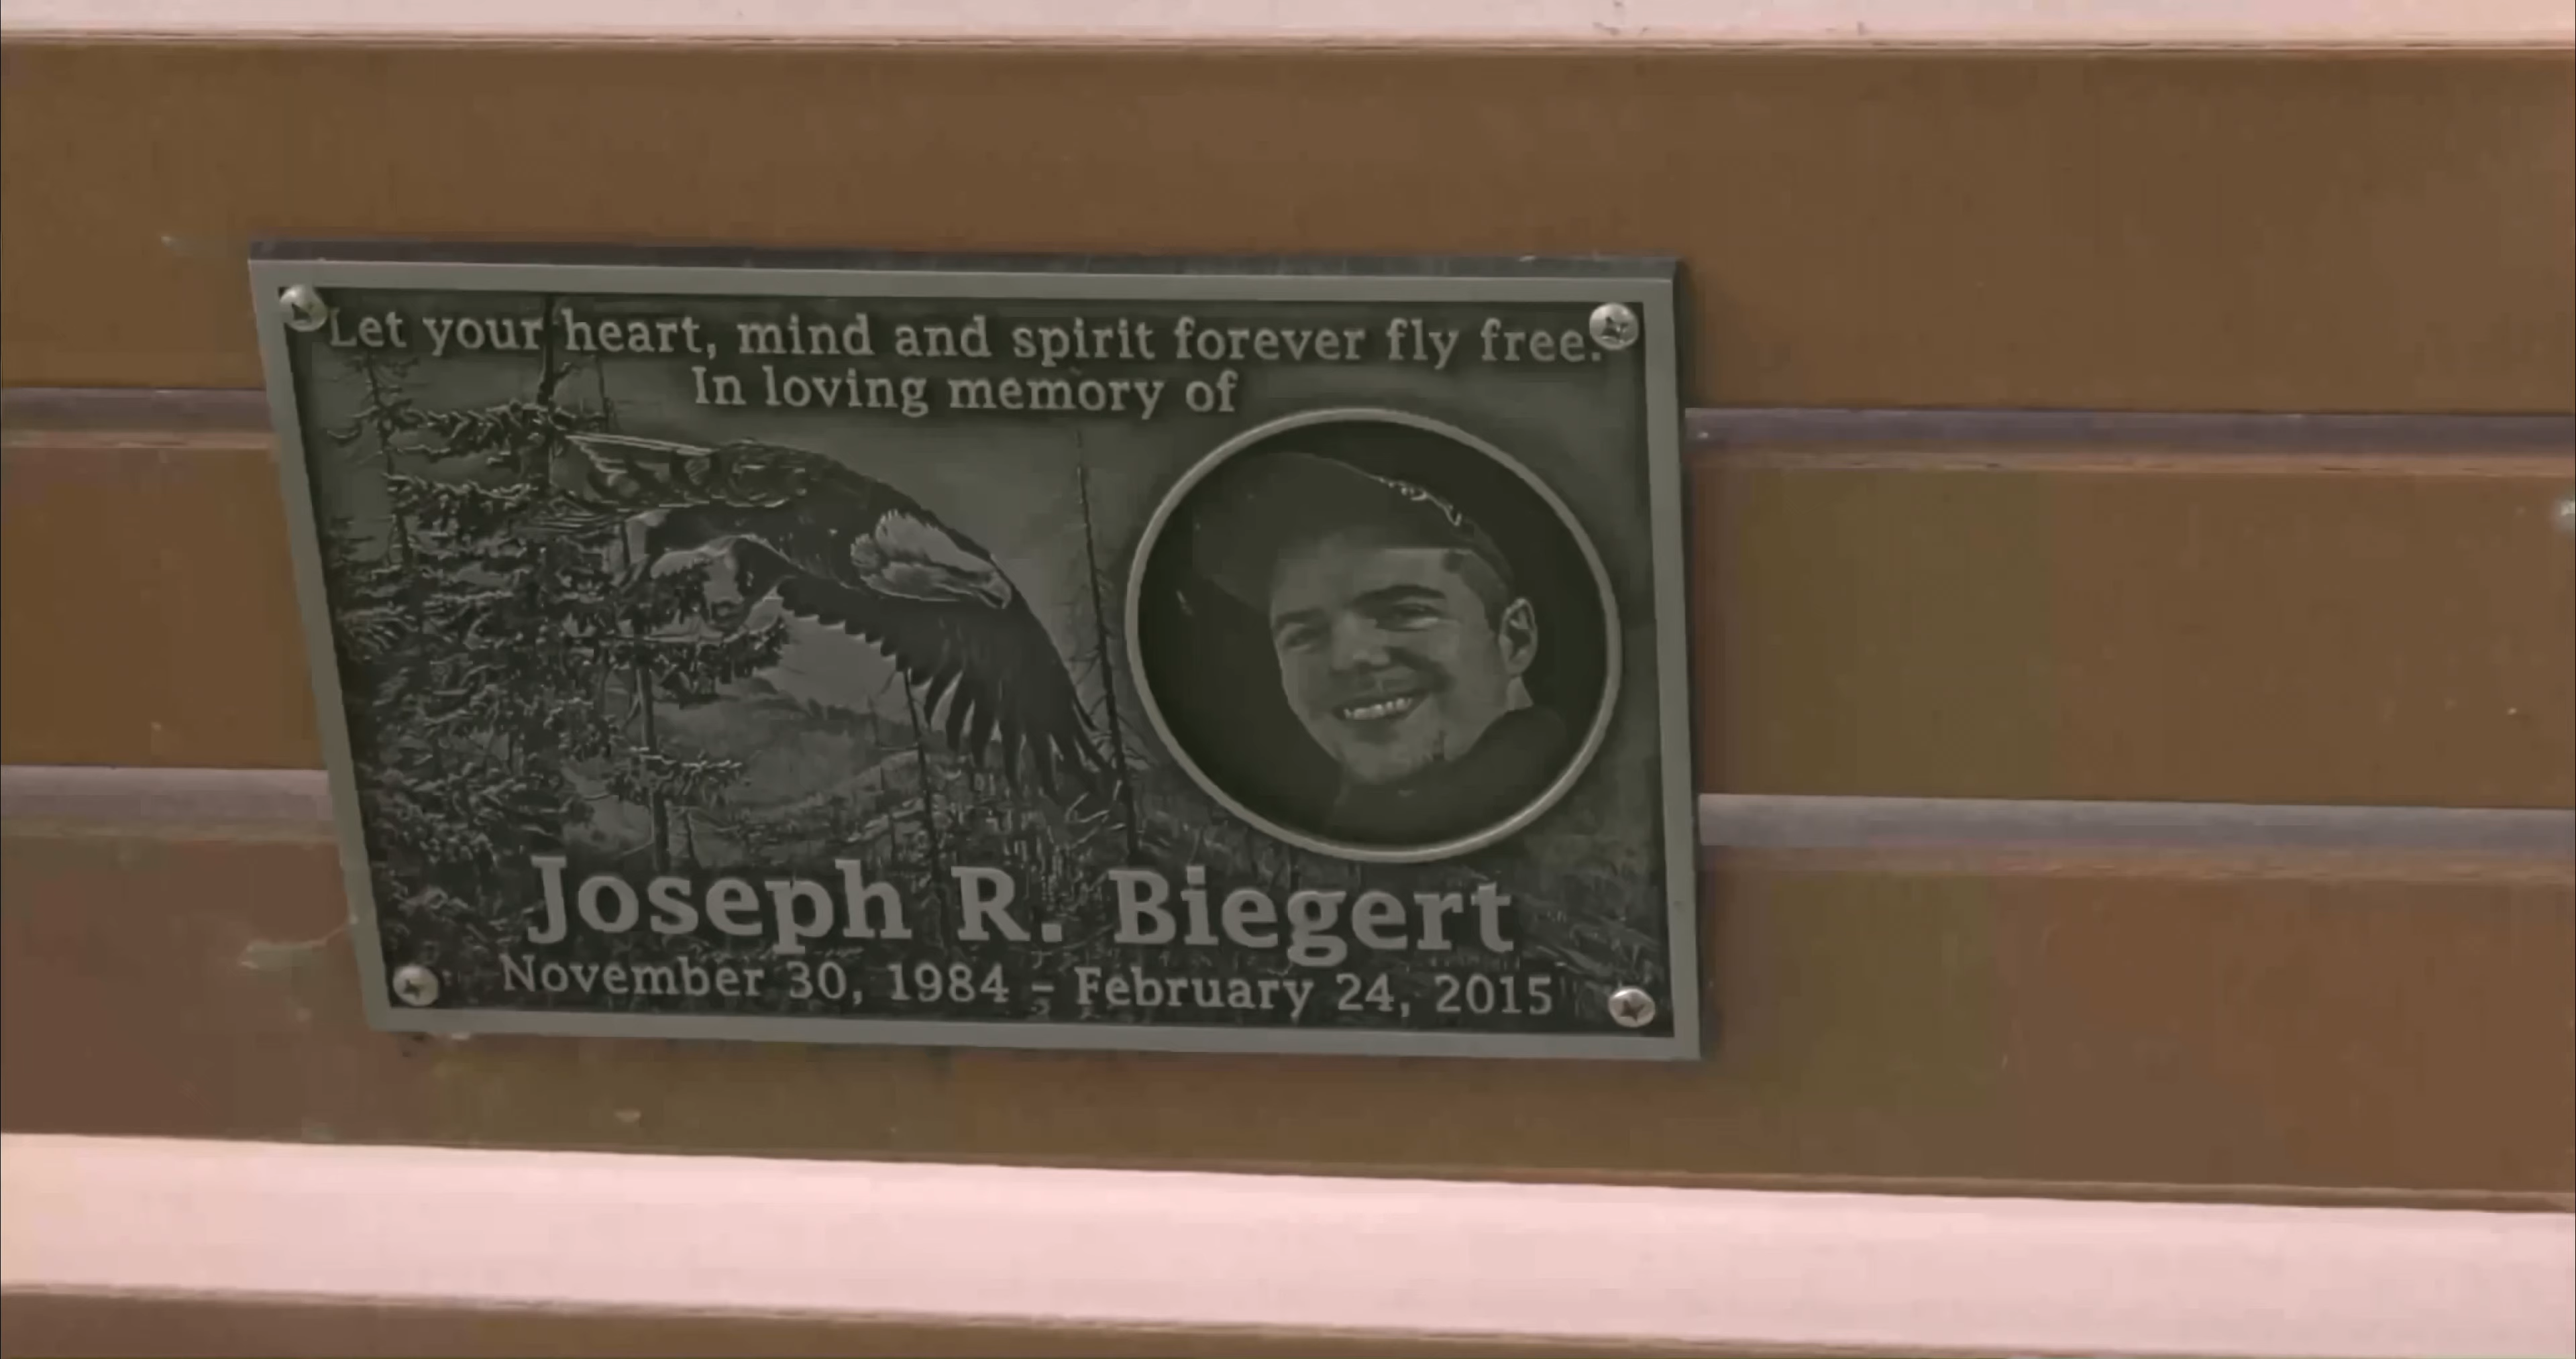 Let your heart, mind and spirit forever fly free.
In loving memory of
Joseph R. Biegert
November 30, 1984 - February 24, 2015